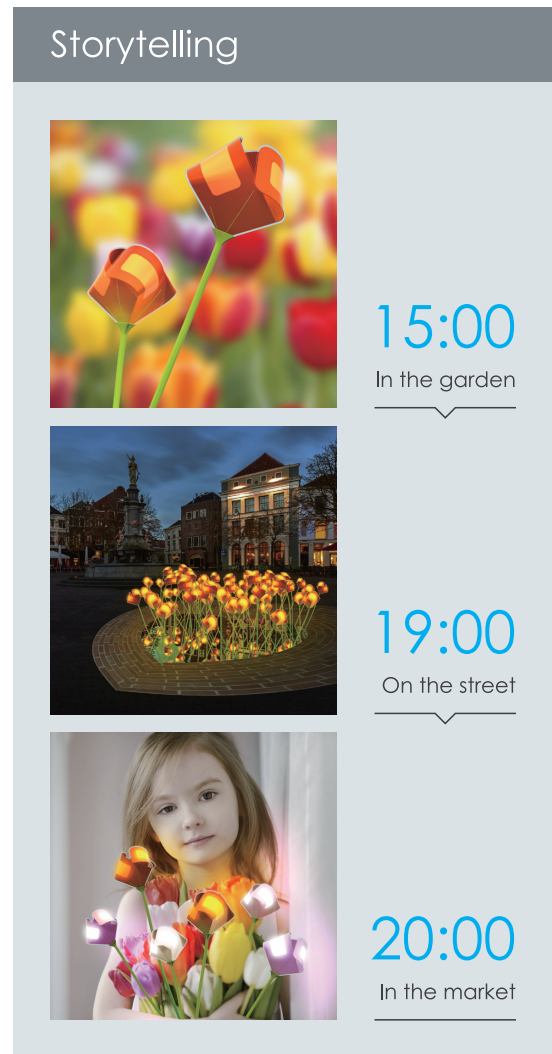 Storytelling
15:00
In the garden
19:00
On the street
20:00
In the market